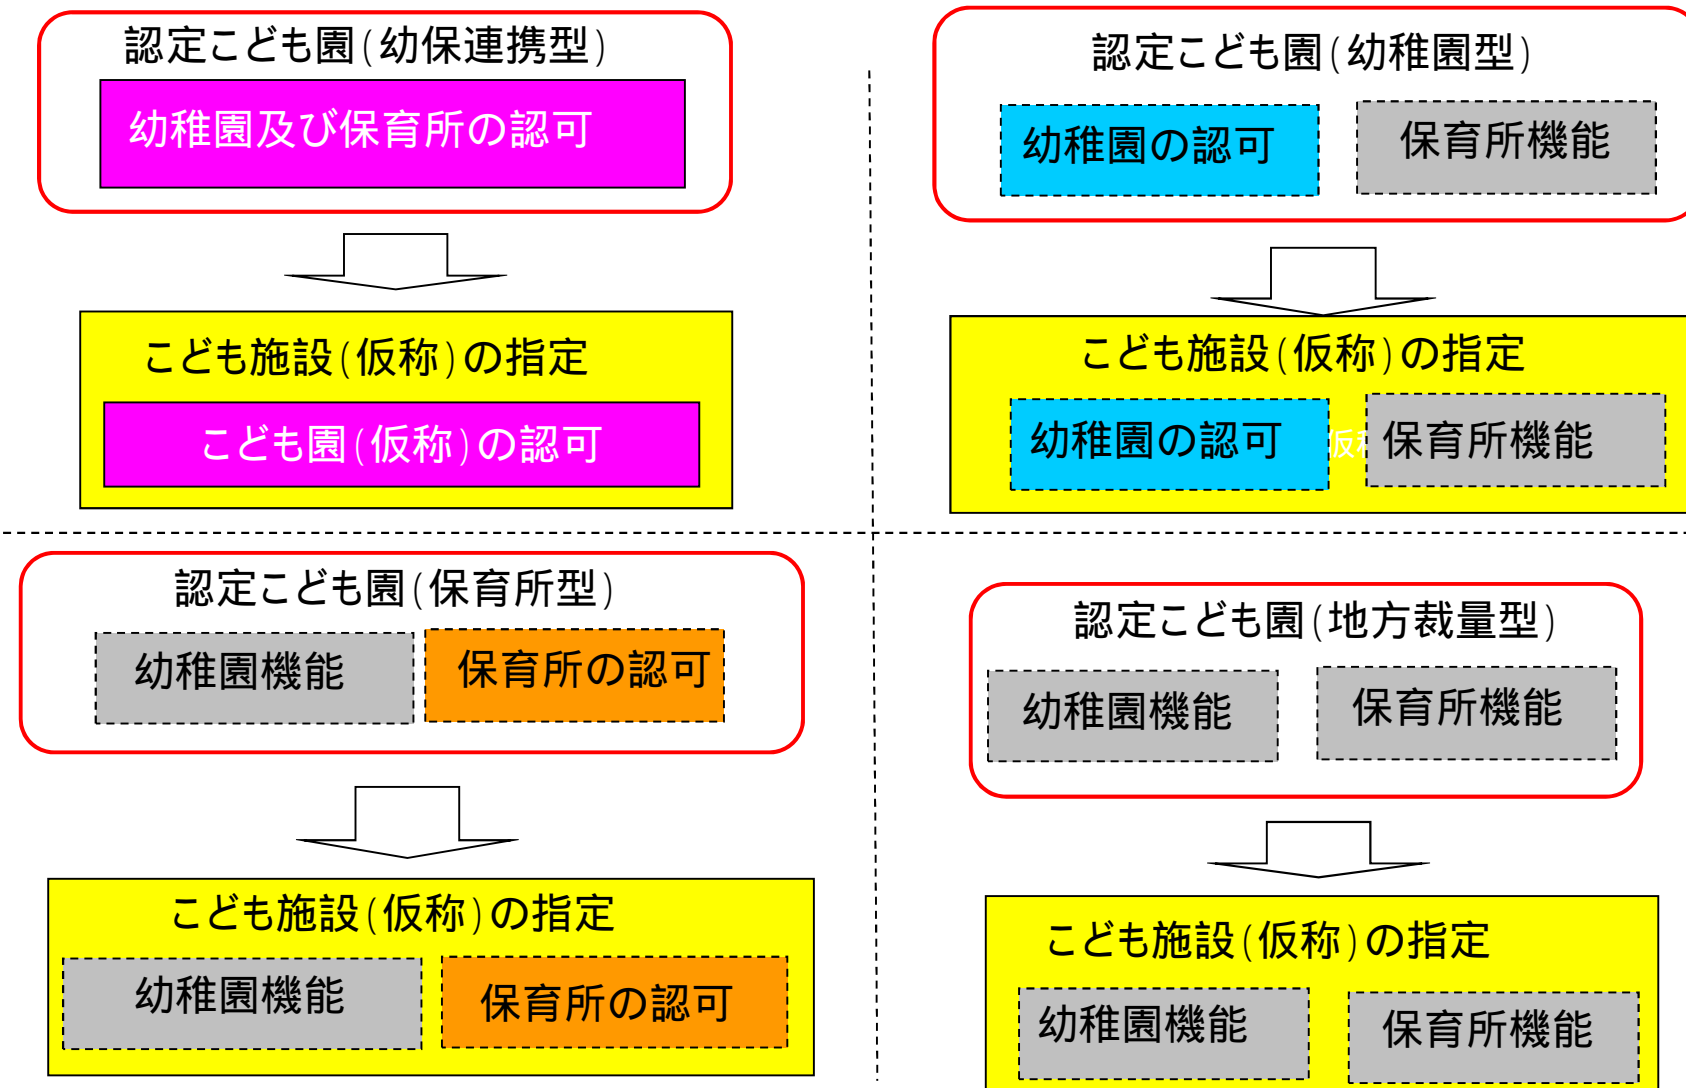 認定こども園(幼保連携型)
幼稚園及び保育所の認可
こども施設(仮称)の指定
こども園(仮称)の認可
認定こども園(幼稚園型)
幼稚園の認可
保育所機能
こども施設(仮称)の指定
幼稚園の認可
保育所機能
認定こども園(保育所型)
幼稚園機能
保育所の認可
こども施設(仮称)の指定
幼稚園機能
保育所の認可
認定こども園(地方裁量型)
幼稚園機能
保育所機能
こども施設(仮称)の指定
幼稚園機能
保育所機能